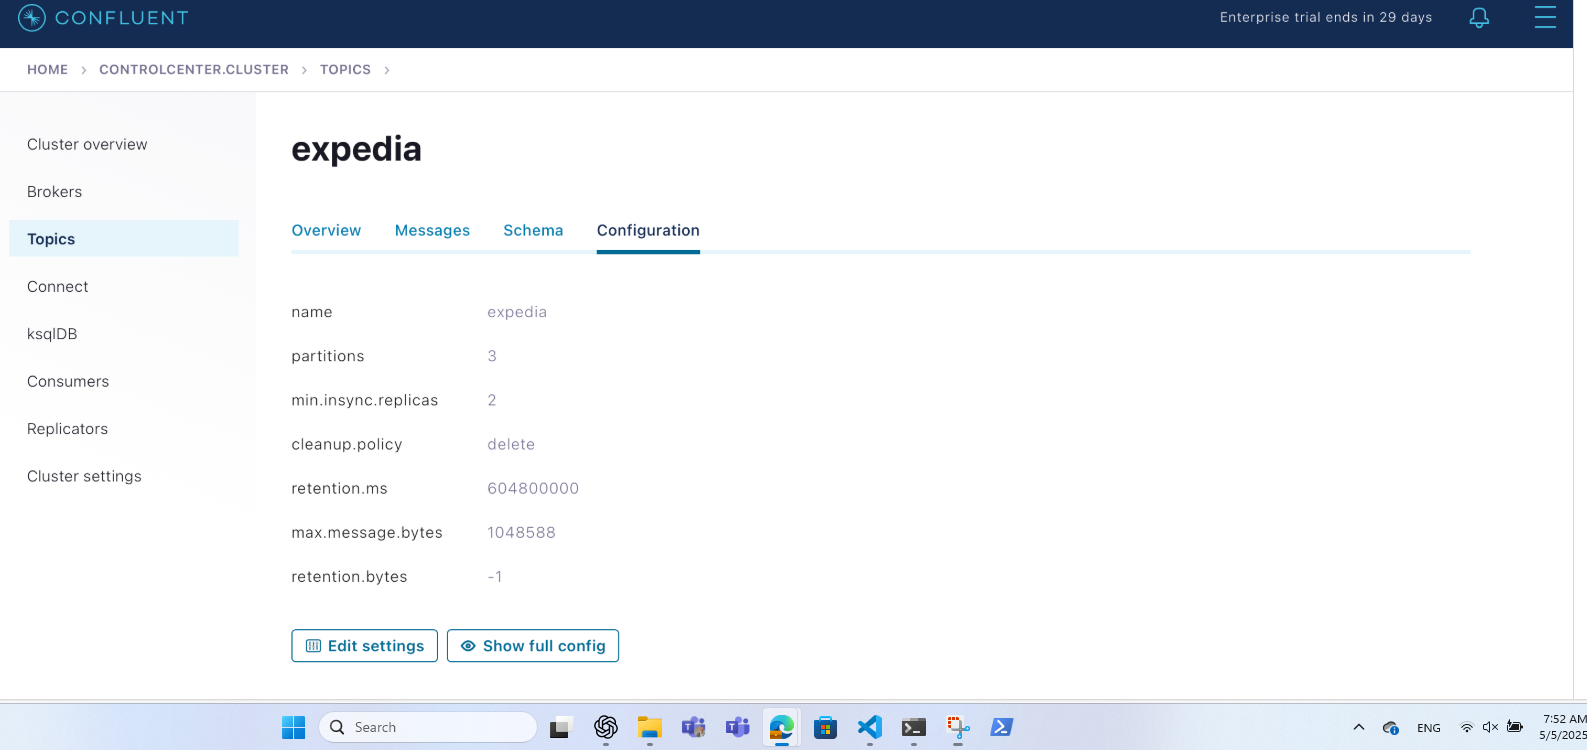 CONFLUENT
Enterprise trial ends in 29 days
HOME > CONTROLCENTER.CLUSTER > TOPICS >
Cluster overview
Brokers
Topics
Connect
ksqlDB
Consumers
Replicators
Cluster settings
expedia
Overview Messages Schema Configuration
name expedia
partitions 3
min.insync.replicas 2
cleanup.policy delete
retention.ms 604800000
max.message.bytes 1048588
retention.bytes -1
Edit settings Show full config
Search
ENG
7:52 AM
5/5/2025